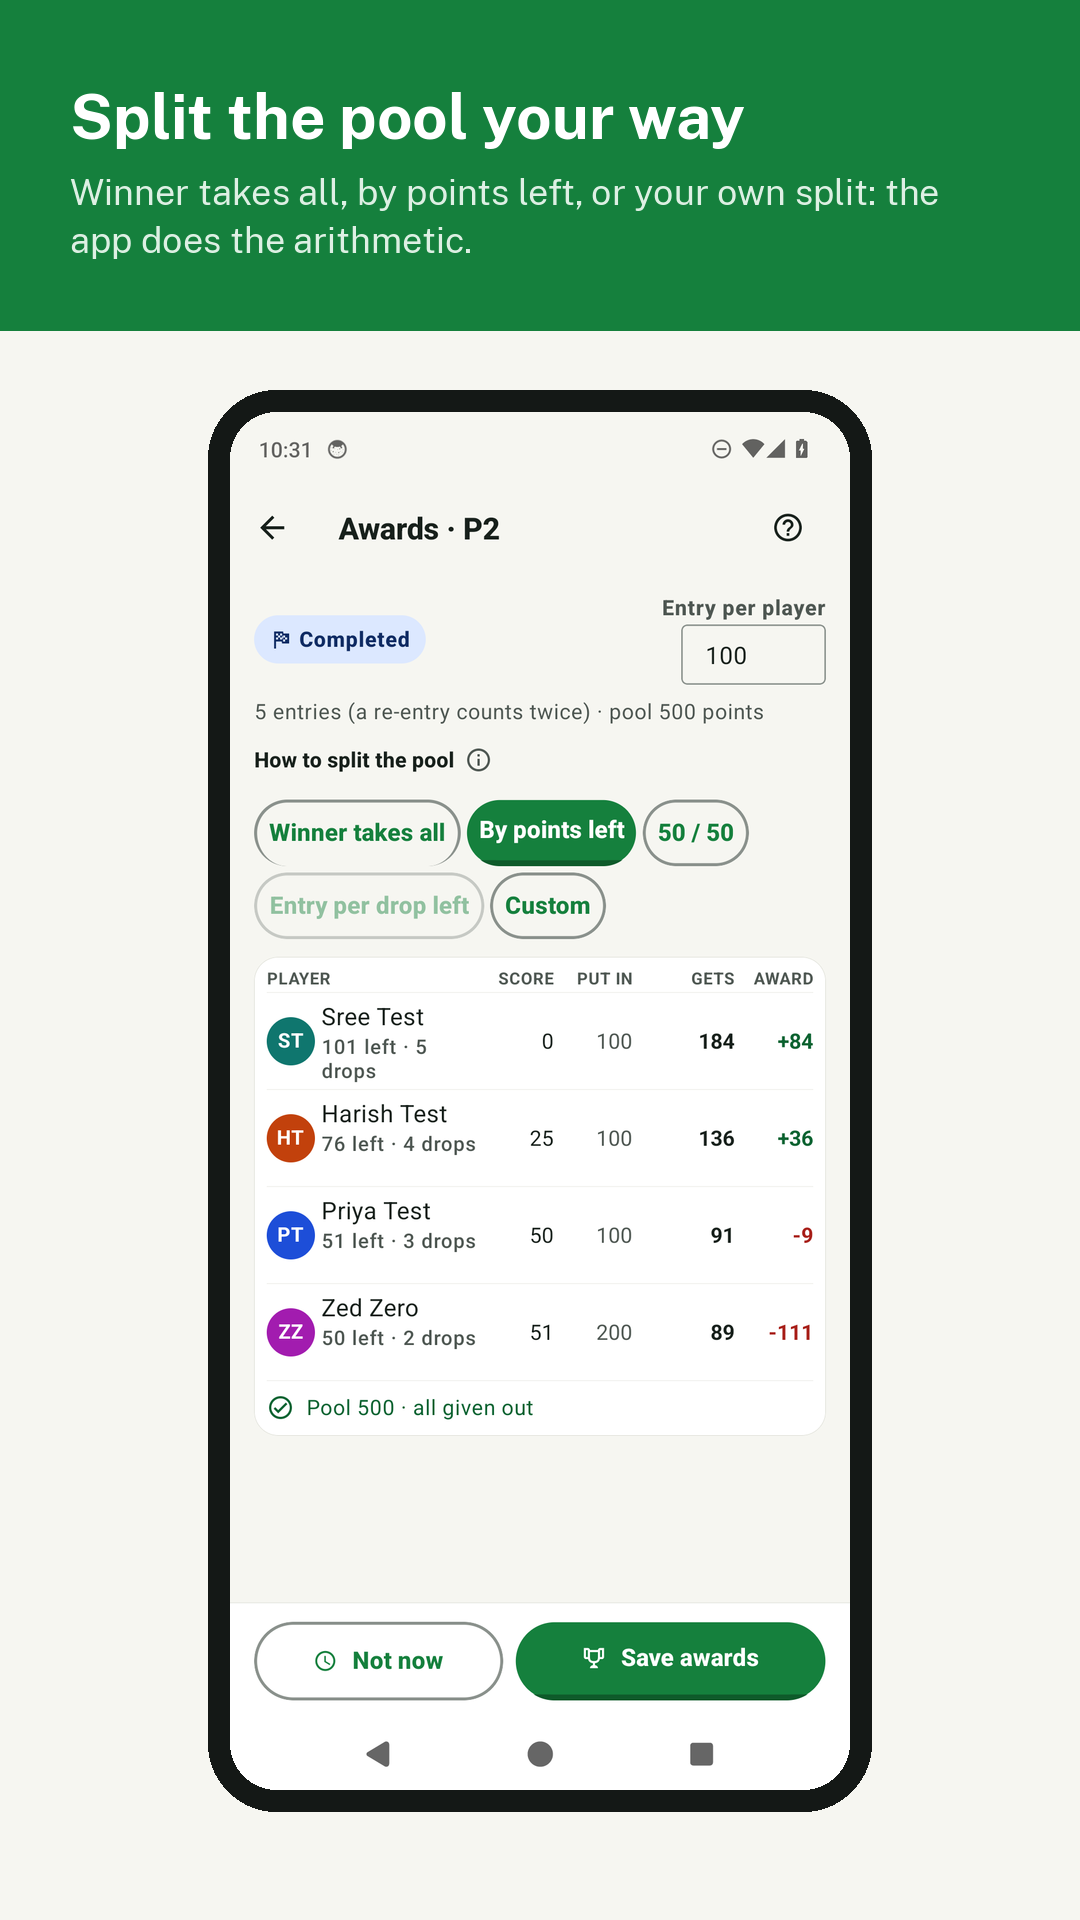 Split the pool your way
Winner takes all, by points left, or your own split: the
app does the arithmetic.
10:31
Awards · P2
Entry per player
Completed
100
5 entries (a re-entry counts twice) · pool 500 points
How to split the pool
Winner takes all By points left 50 / 50
Entry per drop left Custom
PLAYER SCORE PUT IN GETS AWARD
Sree Test
ST 101 left · 5 0 100 184 +84
drops
Harish Test
HT 76 left · 4 drops 25 100 136 +36
Priya Test
PT 51 left · 3 drops 50 100 91 -9
Zed Zero
ZZ 50 left · 2 drops 51 200 89 -111
Pool 500 · all given out
Not now Save awards